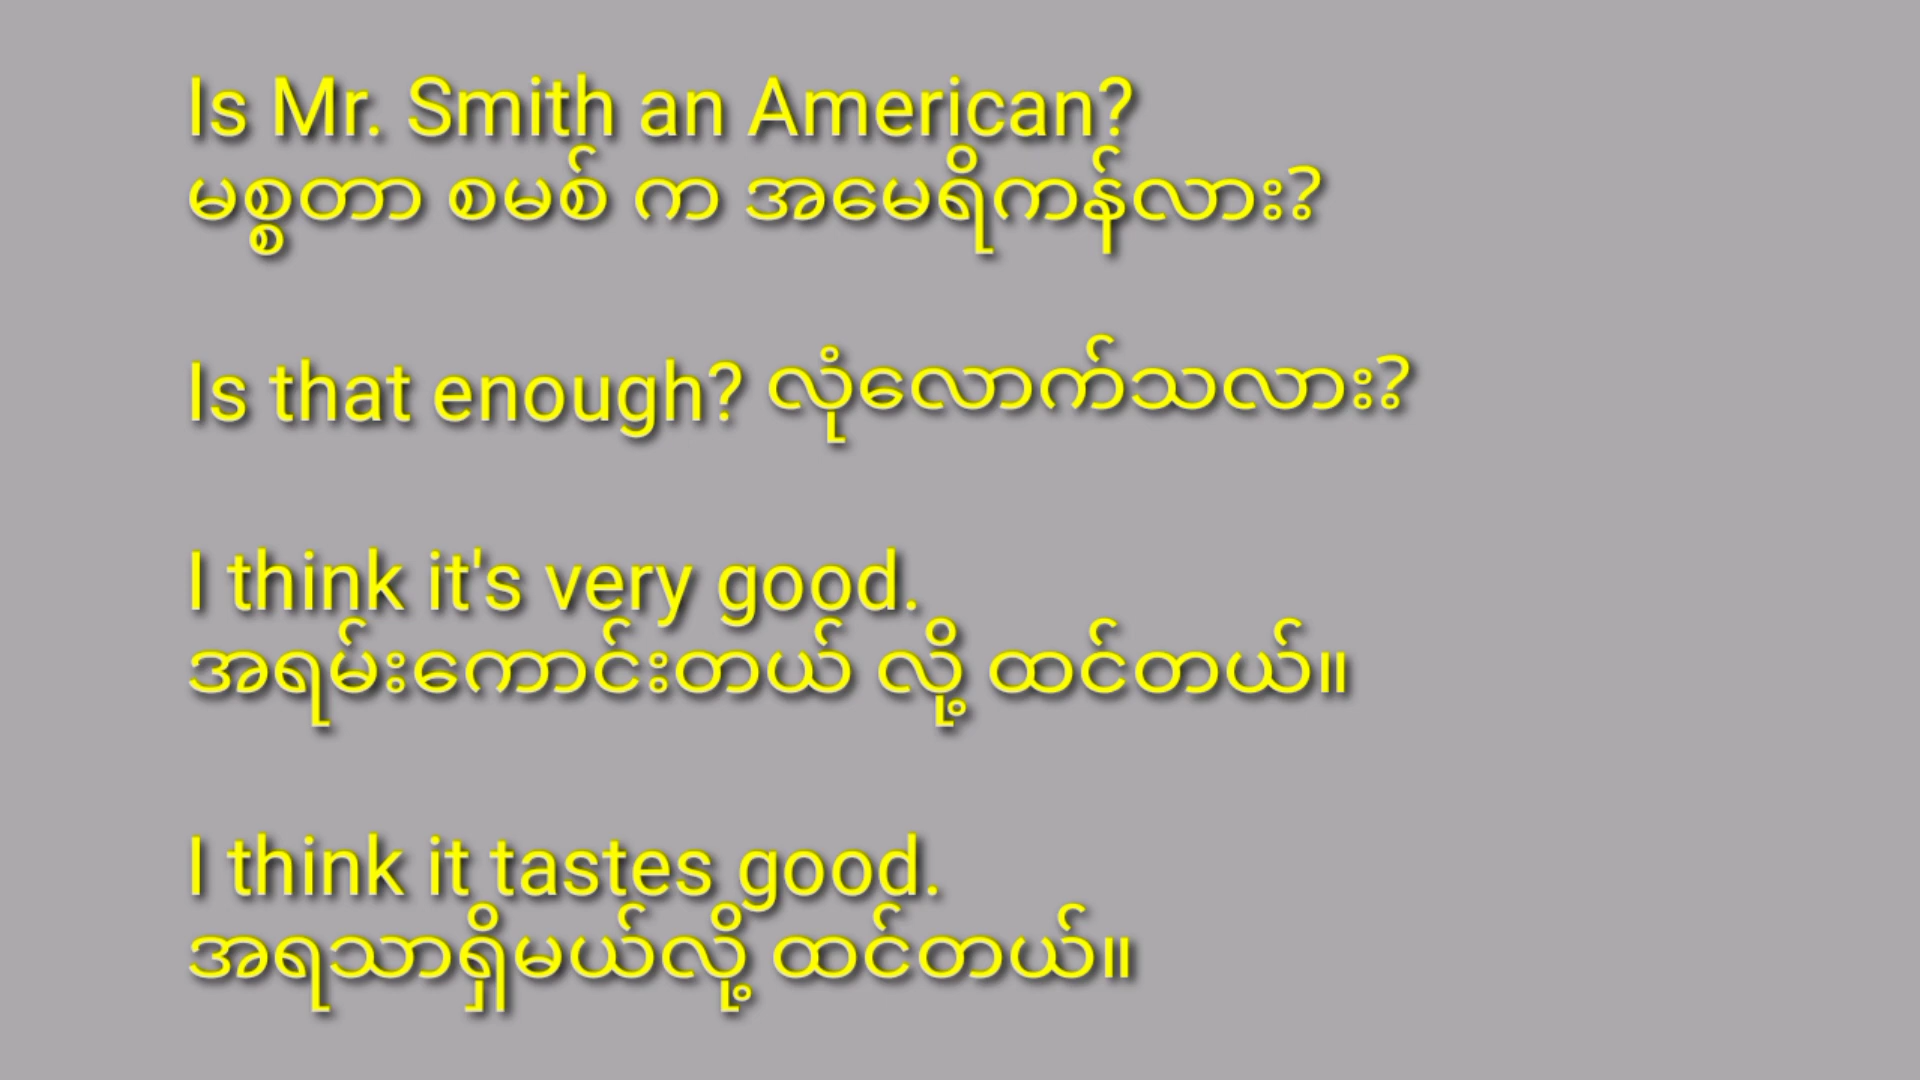 Is Mr. Smith an American?
မစ္စတာ စမစ် က အမေရိကန်လား?
Is that enough? လုံလောက်သလား?
I think it's very good.
အရမ်းကောင်းတယ် လို့ ထင်တယ်။
I think it tastes good.
အရသာရှိမယ်လို့ ထင်တယ်။